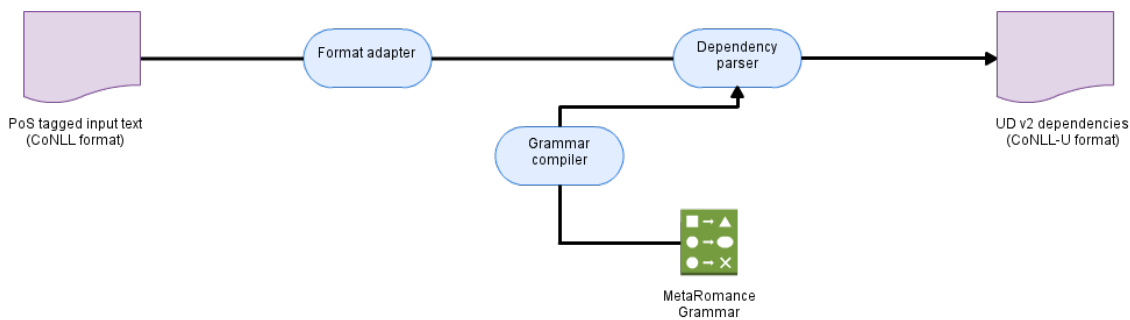 Format adapter
Dependency
parser
PoS tagged input text
(CoNLL format)
UD v2 dependencies
(CoNLL-U format)
Grammar
compiler
MetaRomance
Grammar